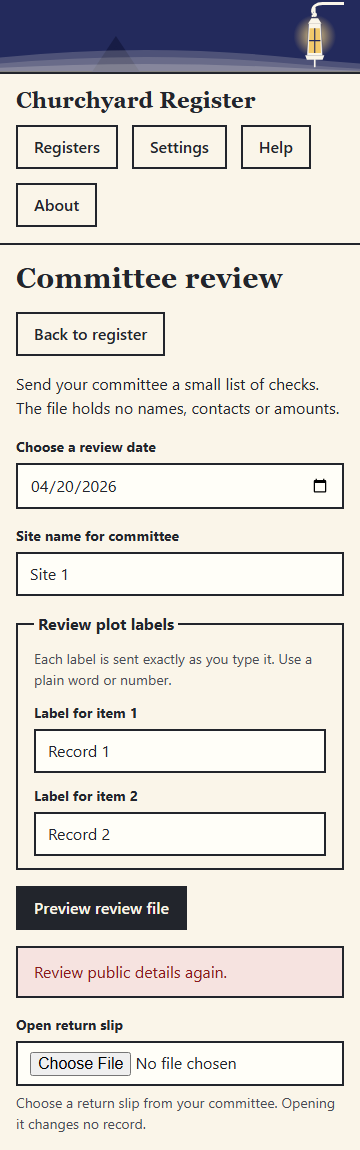 Churchyard Register
Registers
Settings
Help
About
Committee review
Back to register
Send your committee a small list of checks.
The file holds no names, contacts or amounts.
Choose a review date
04/20/2026
Site name for committee
Site 1
Review plot labels
Each label is sent exactly as you type it. Use a
plain word or number.
Label for item 1
Record 1
Label for item 2
Record 2
Preview review file
Review public details again.
Open return slip
Choose File No file chosen
Choose a return slip from your committee. Opening
it changes no record.